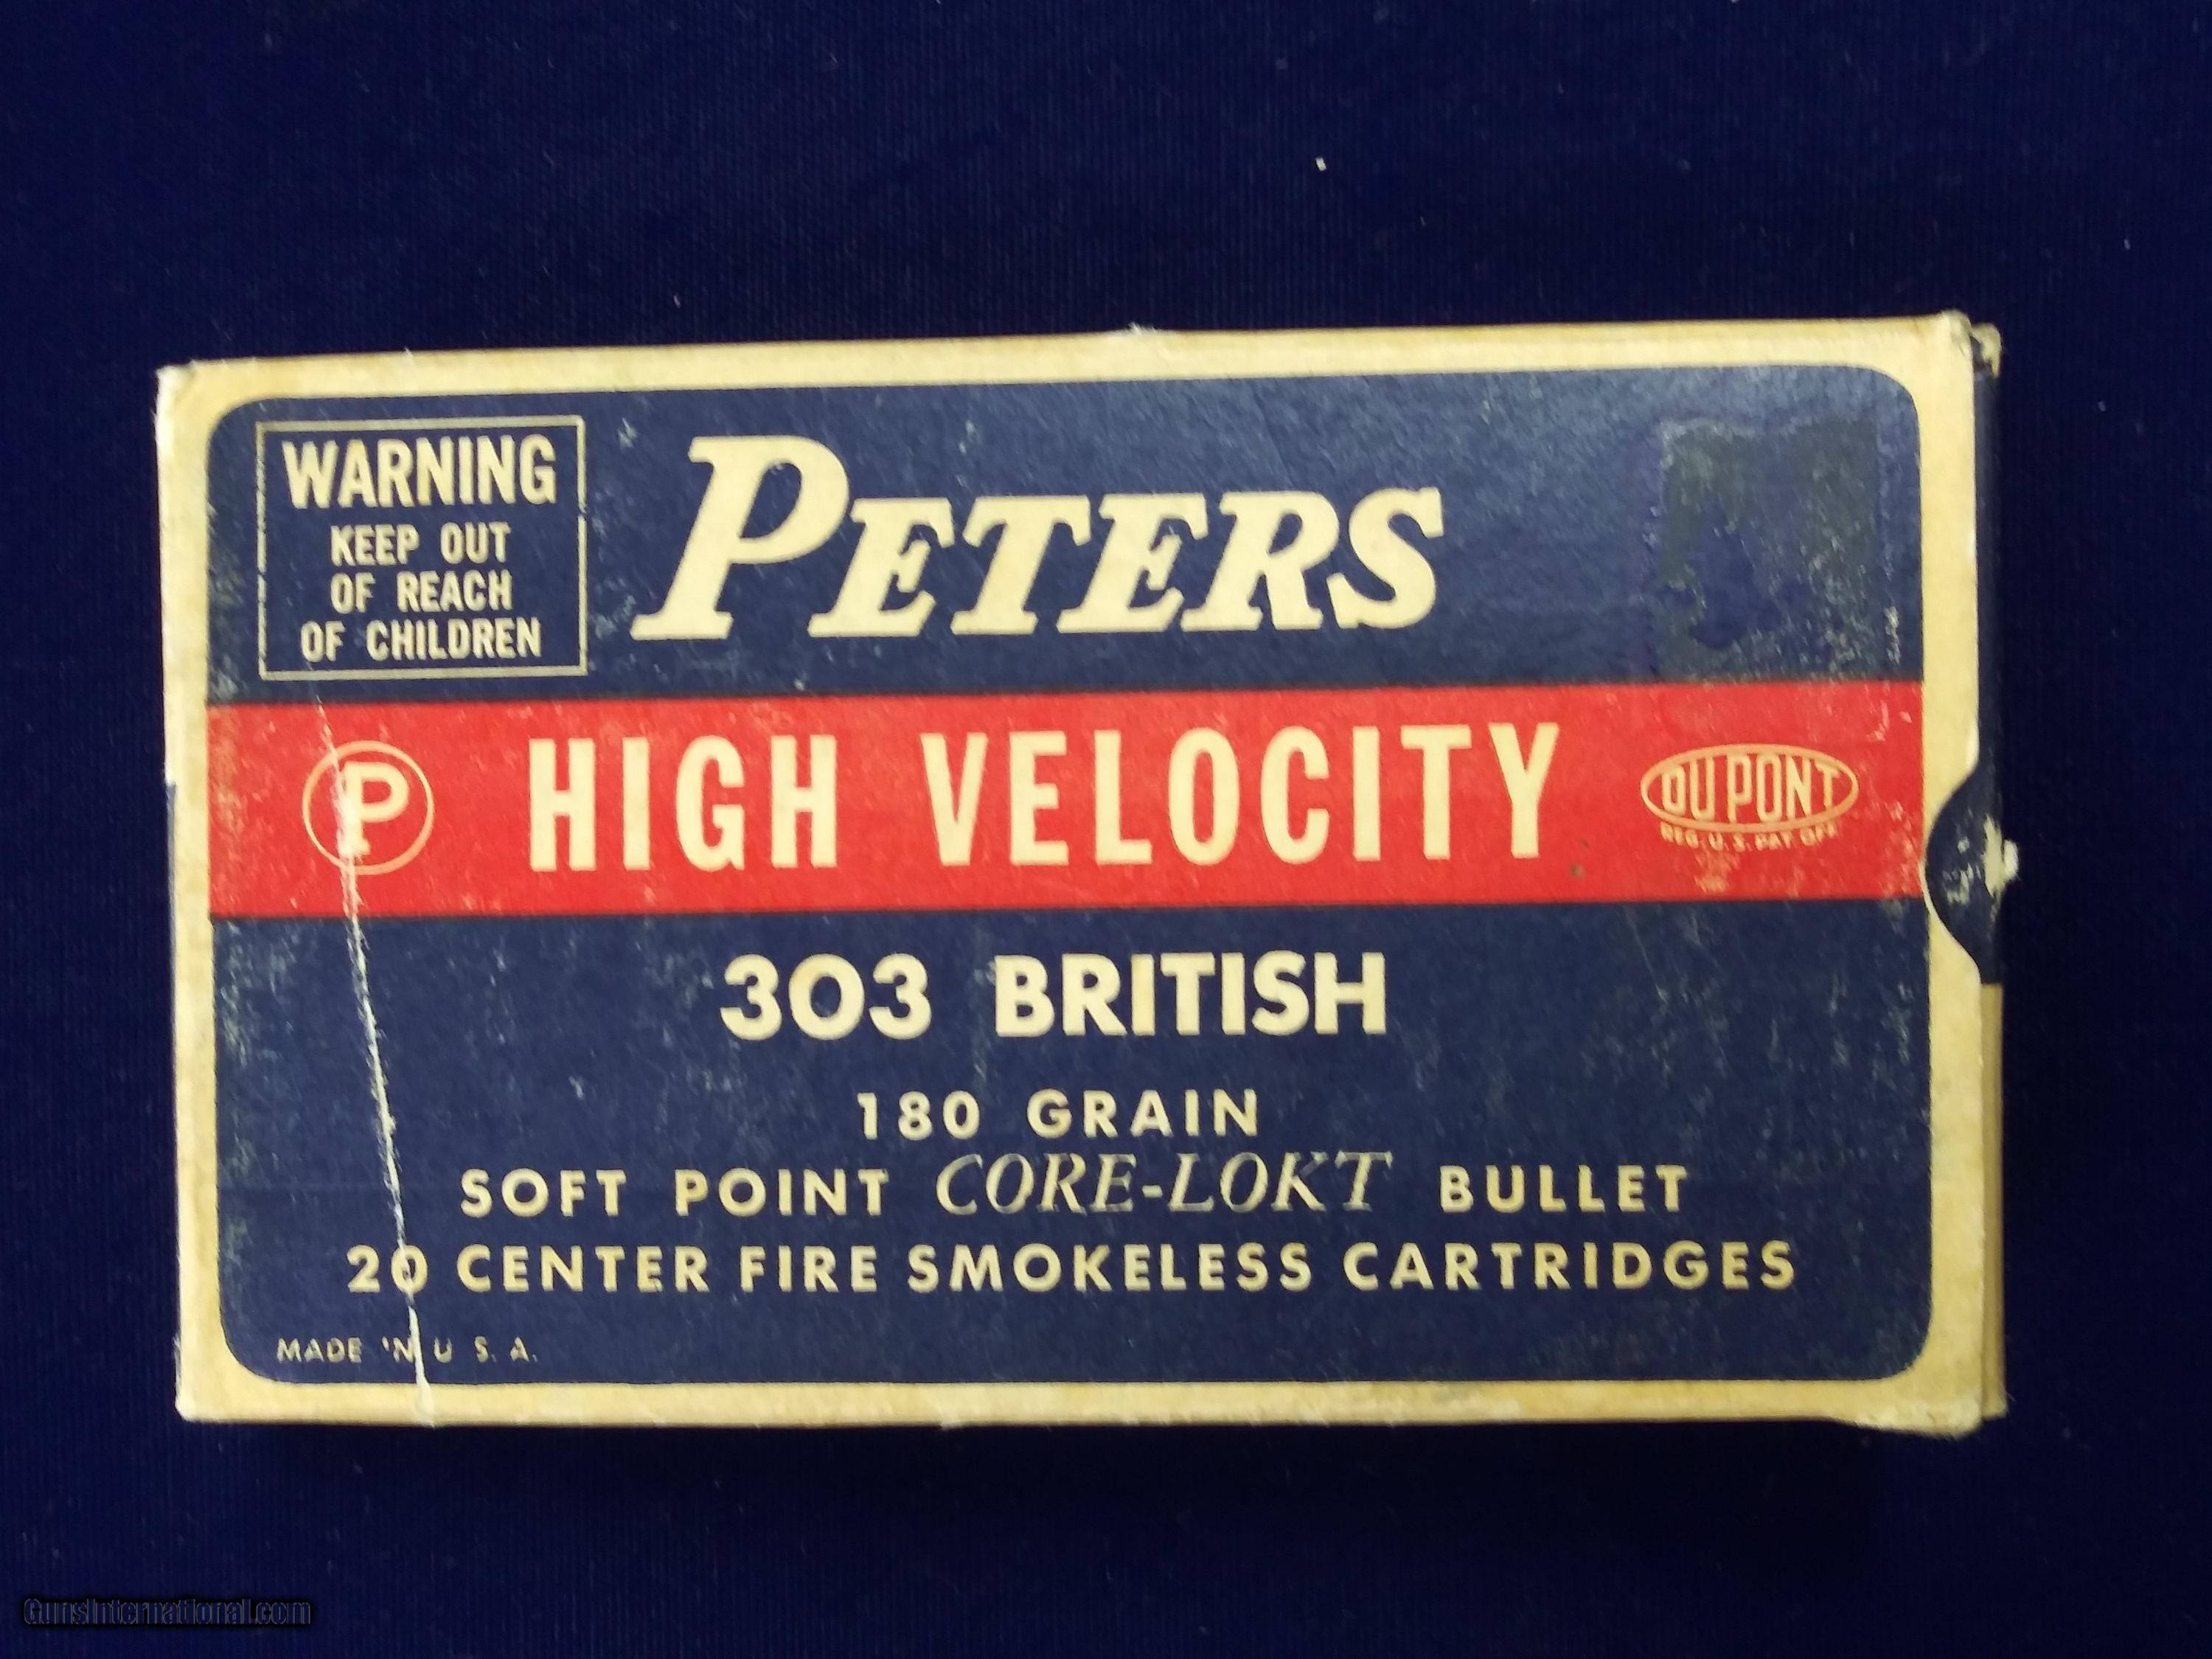 WARNING
KEEP OUT
OF REACH
OF CHILDREN
PETERS
P
HIGH VELOCITY
DU PONT
REG. U. S. PAT. OFF
303 BRITISH
180 GRAIN
SOFT POINT CORE-LOKT BULLET
20 CENTER FIRE SMOKELESS CARTRIDGES
MADE IN U. S. A.
GunsInternational.com